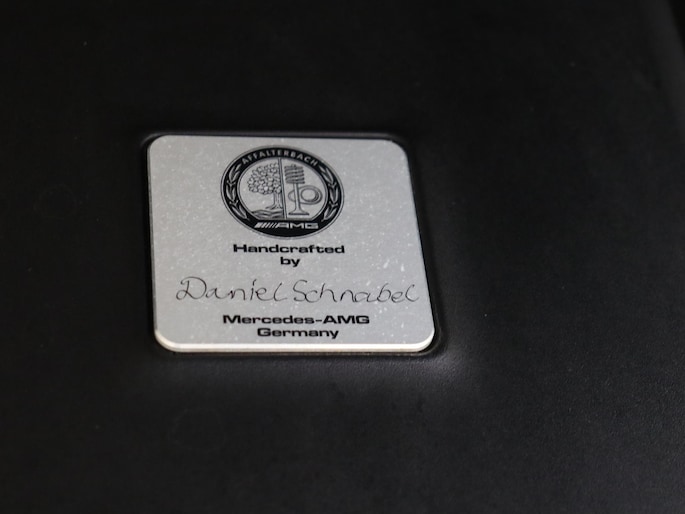 AFFALTERBACH
AMG
Handcrafted
by
Daniel Schnabel
Mercedes-AMG
Germany